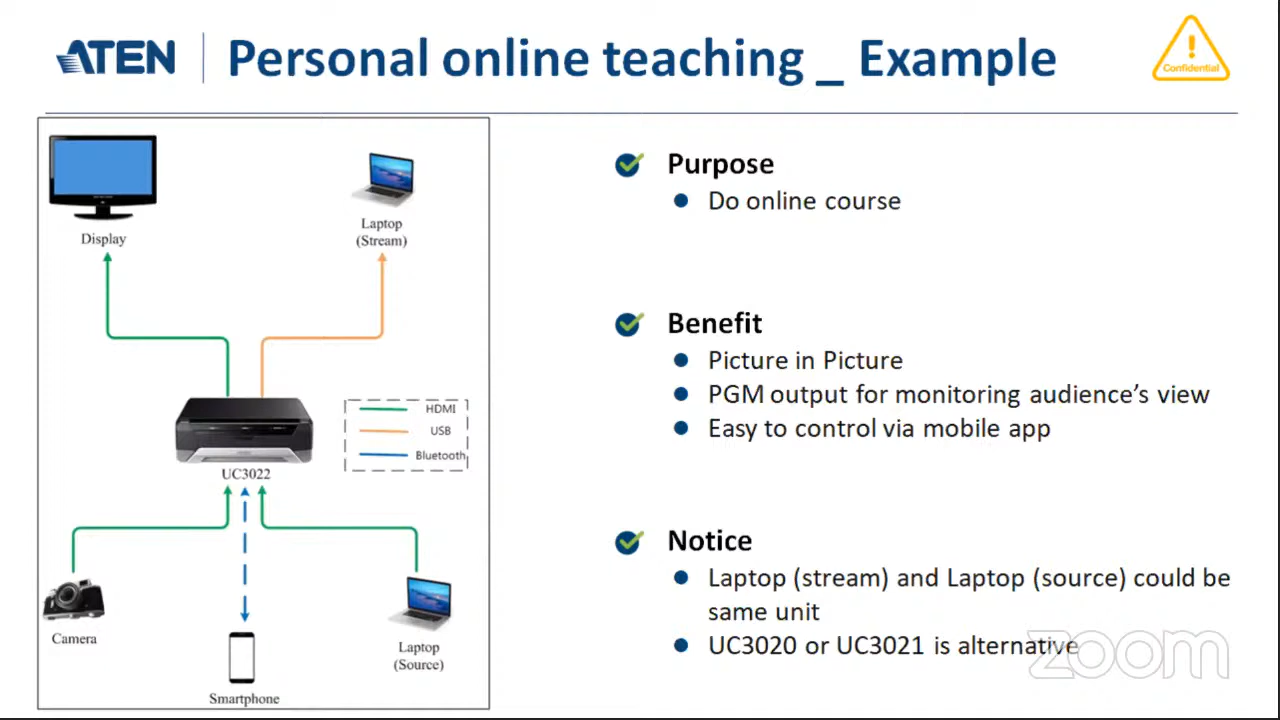 ATEN
Personal online teaching _ Example
Confidential
Display
Laptop
(Stream)
HDMI
USB
Bluetooth
UC3022
Camera
Smartphone
Laptop
(Source)
Purpose
Do online course
Benefit
Picture in Picture
PGM output for monitoring audience's view
Easy to control via mobile app
Notice
Laptop (stream) and Laptop (source) could be
same unit
UC3020 or UC3021 is alternative
zoom